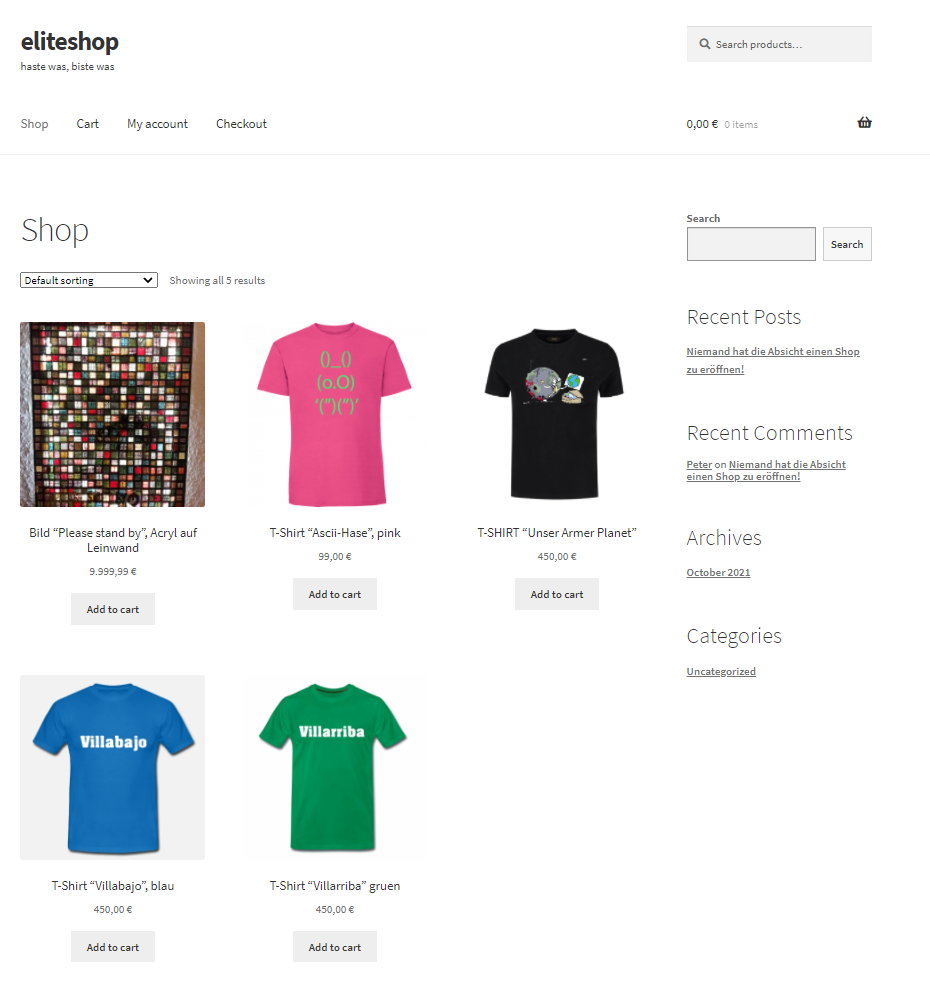 eliteshop
haste was, biste was
Search products…
Shop
Cart
My account
Checkout
0,00 €
0 items
Shop
Default sorting
Showing all 5 results
()_()
(o.O)
‘(”)(”)’
Bild “Please stand by”, Acryl auf
Leinwand
9.999,99 €
Add to cart
T-Shirt “Ascii-Hase”, pink
99,00 €
Add to cart
T-SHIRT “Unser Armer Planet”
450,00 €
Add to cart
Villabajo
T-Shirt “Villabajo”, blau
450,00 €
Add to cart
Villarriba
T-Shirt “Villarriba” gruen
450,00 €
Add to cart
Search
Search
Recent Posts
Niemand hat die Absicht einen Shop
zu eröffnen!
Recent Comments
Peter on Niemand hat die Absicht
einen Shop zu eröffnen!
Archives
October 2021
Categories
Uncategorized